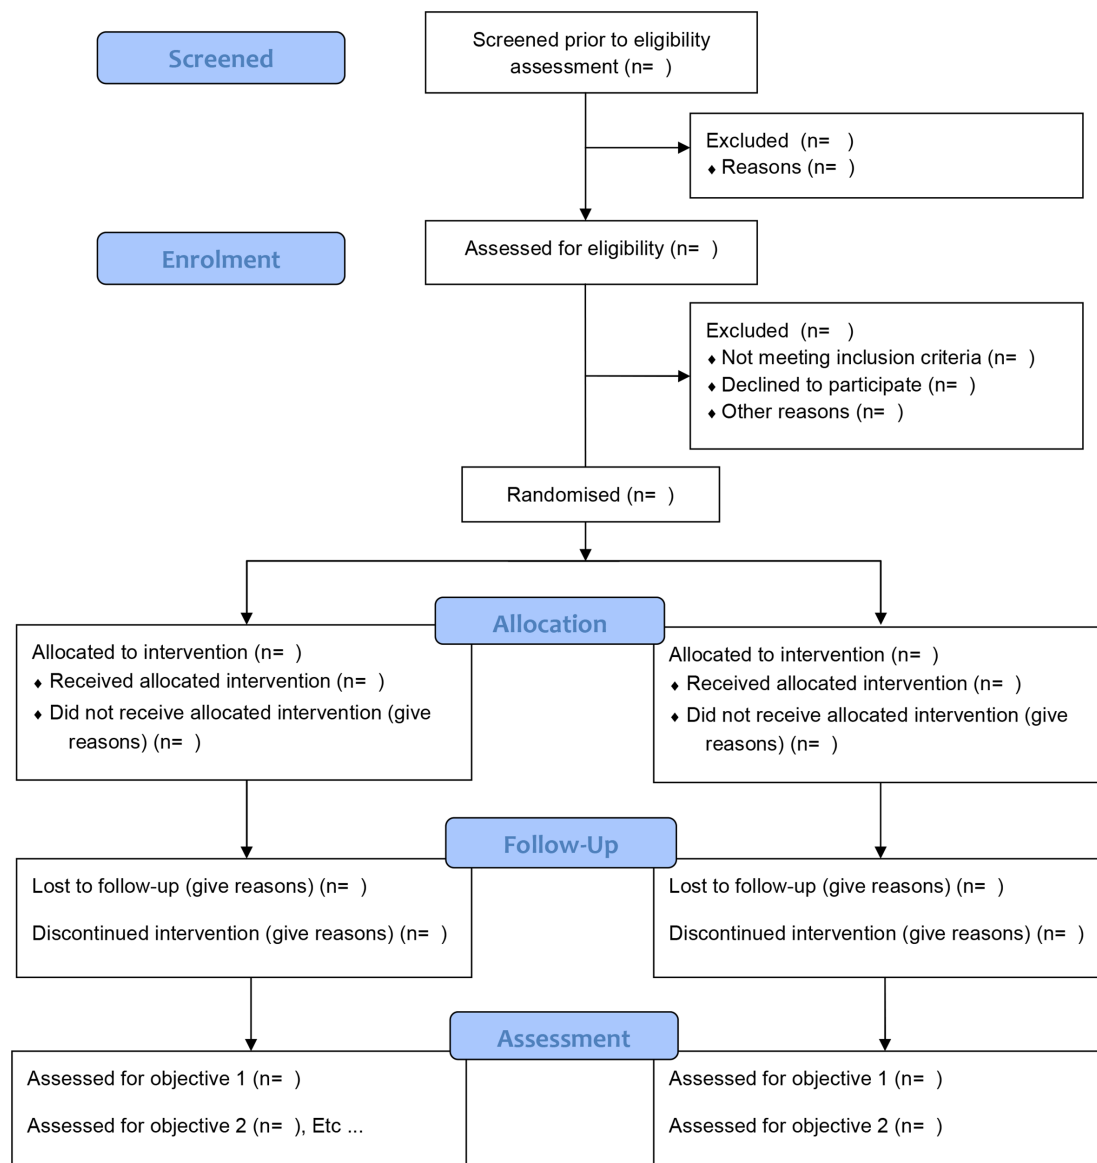 Screened
Screened prior to eligibility
assessment (n=  )
Excluded  (n=   )
♦ Reasons (n=  )
Enrolment
Assessed for eligibility (n=  )
Excluded  (n=   )
♦ Not meeting inclusion criteria (n=  )
♦ Declined to participate (n=  )
♦ Other reasons (n=  )
Randomised (n=  )
Allocation
Allocated to intervention (n=  )
♦ Received allocated intervention (n=  )
♦ Did not receive allocated intervention (give
reasons) (n=  )
Allocated to intervention (n=  )
♦ Received allocated intervention (n=  )
♦ Did not receive allocated intervention (give
reasons) (n=  )
Follow-Up
Lost to follow-up (give reasons) (n=  )
Discontinued intervention (give reasons) (n=  )
Lost to follow-up (give reasons) (n=  )
Discontinued intervention (give reasons) (n=  )
Assessment
Assessed for objective 1 (n=  )
Assessed for objective 2 (n=  ), Etc ...
Assessed for objective 1 (n=  )
Assessed for objective 2 (n=  )